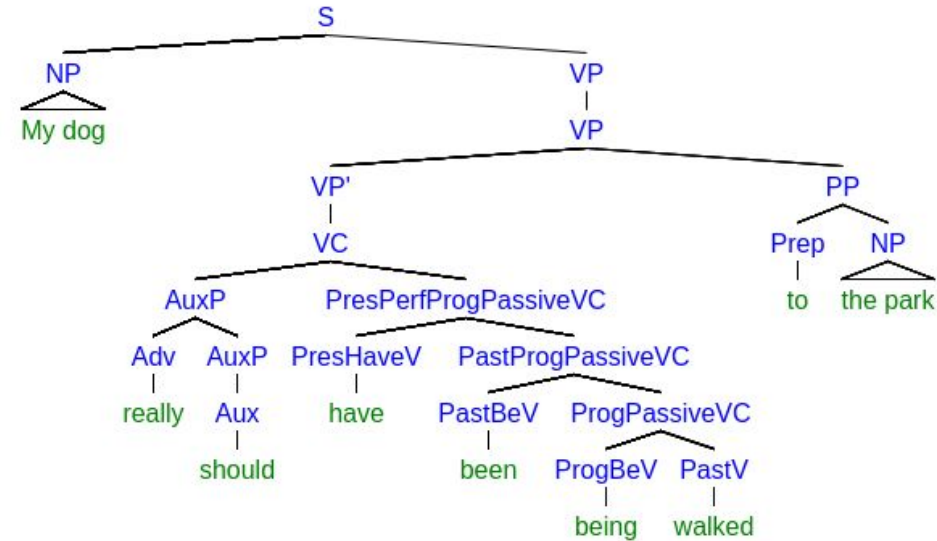 S
NP VP
My dog VP
VP' PP
VC Prep NP
AuxP PresPerfProgPassiveVC to the park
Adv AuxP PresHaveV PastProgPassiveVC
really Aux have PastBeV ProgPassiveVC
should been ProgBeV PastV
being walked